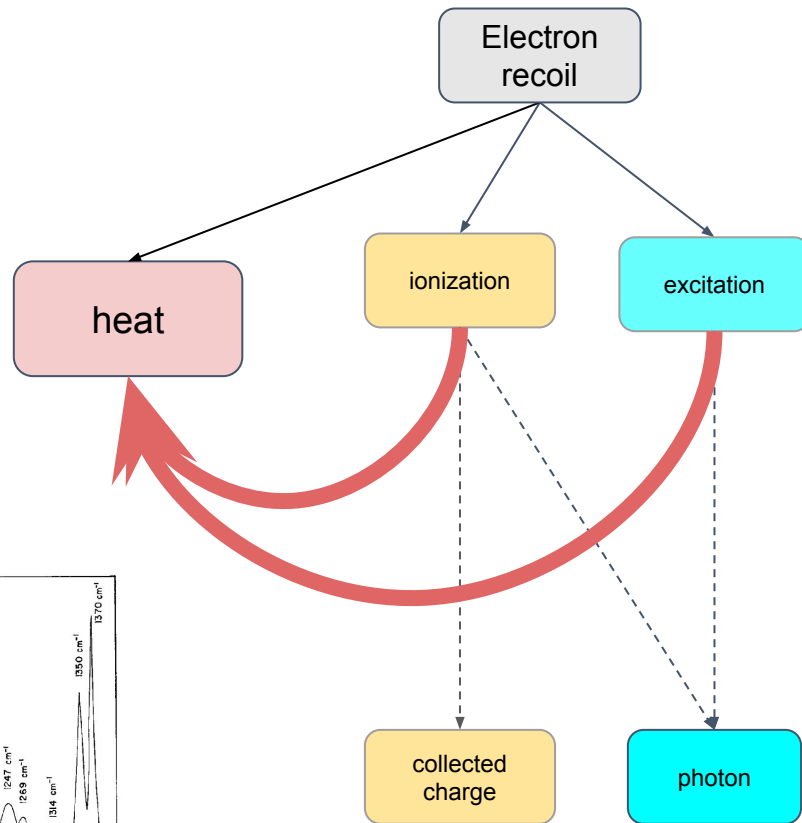 Electron
recoil
heat
ionization
excitation
1247 cm⁻¹
1269 cm⁻¹
1314 cm⁻¹
1350 cm⁻¹
1370 cm⁻¹
collected
charge
photon